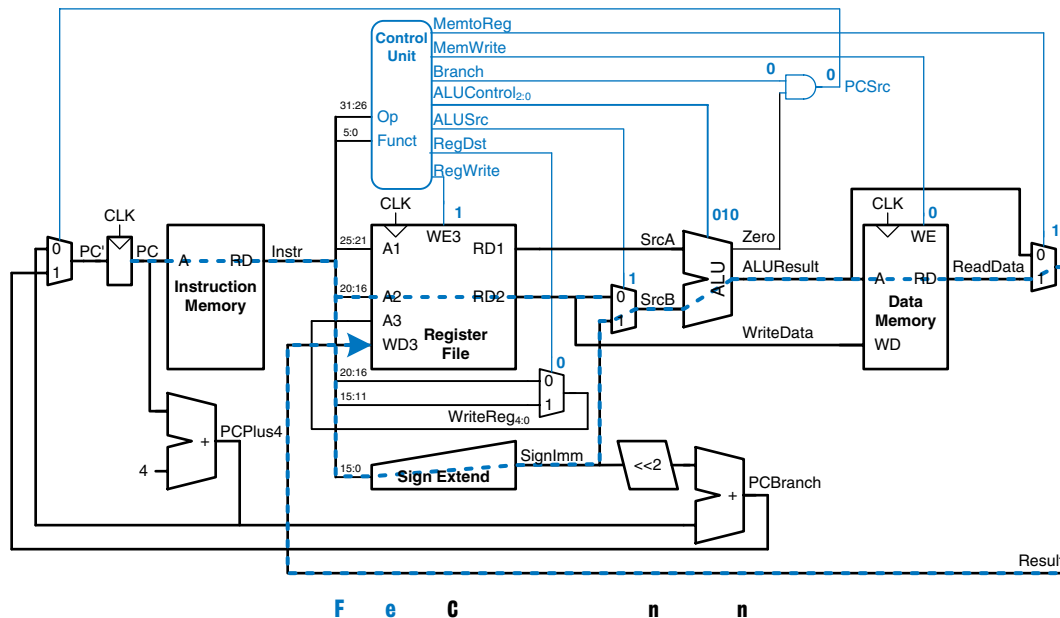 MemtoReg
Control
Unit
MemWrite
Branch
0
0
PCSrc
ALUControl2:0
31:26
Op
ALUSrc
5:0
Funct
RegDst
RegWrite
CLK
CLK
1
010
CLK
0
0
1
PC'
PC
A
RD
Instr
25:21
A1
WE3
RD1
SrcA
Zero
WE
1
0
1
Instruction
Memory
20:16
A2
RD2
1
0
1
SrcB
ALU
ALUResult
A
RD
ReadData
A3
Register
File
Data
Memory
WD3
WriteData
WD
20:16
0
0
1
15:11
WriteReg4:0
PCPlus4
+
4
15:0
Sign Extend
SignImm
<<2
+
PCBranch
Result
F e C n n